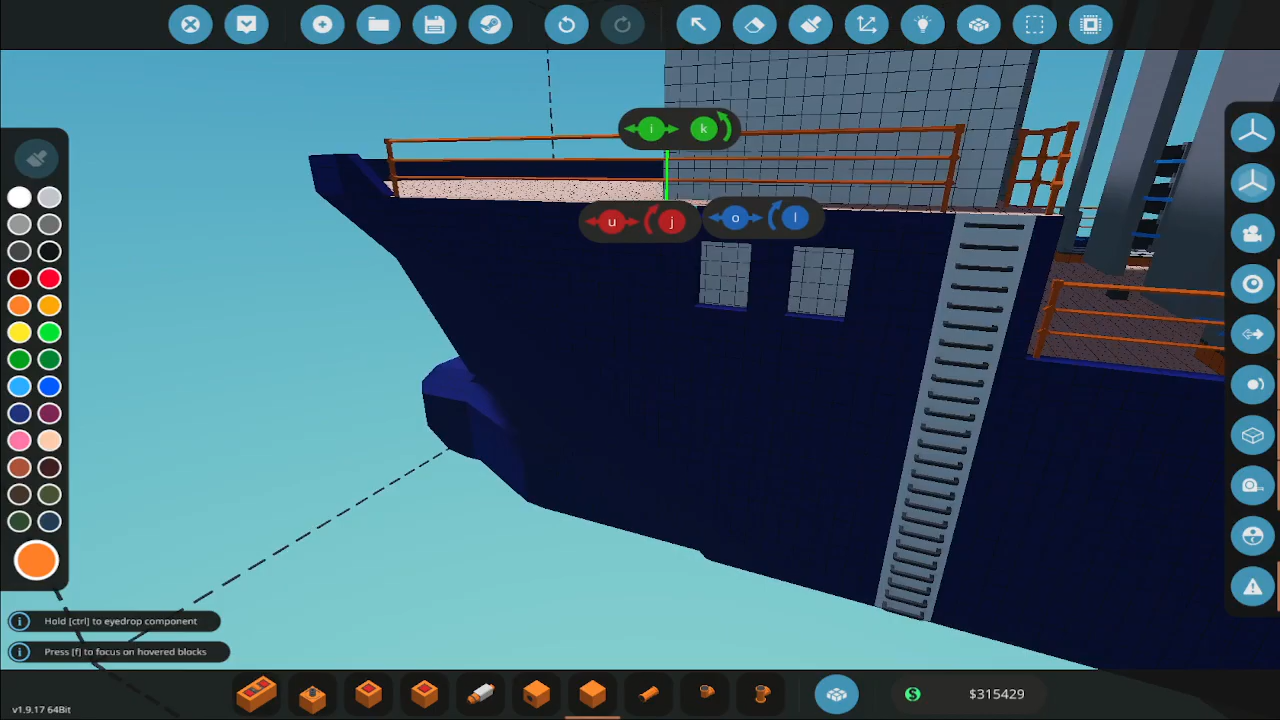 i k
u j o l
Hold [ctrl] to eyedrop component
Press [f] to focus on hovered blocks
v1.9.17 64Bit
S $315429